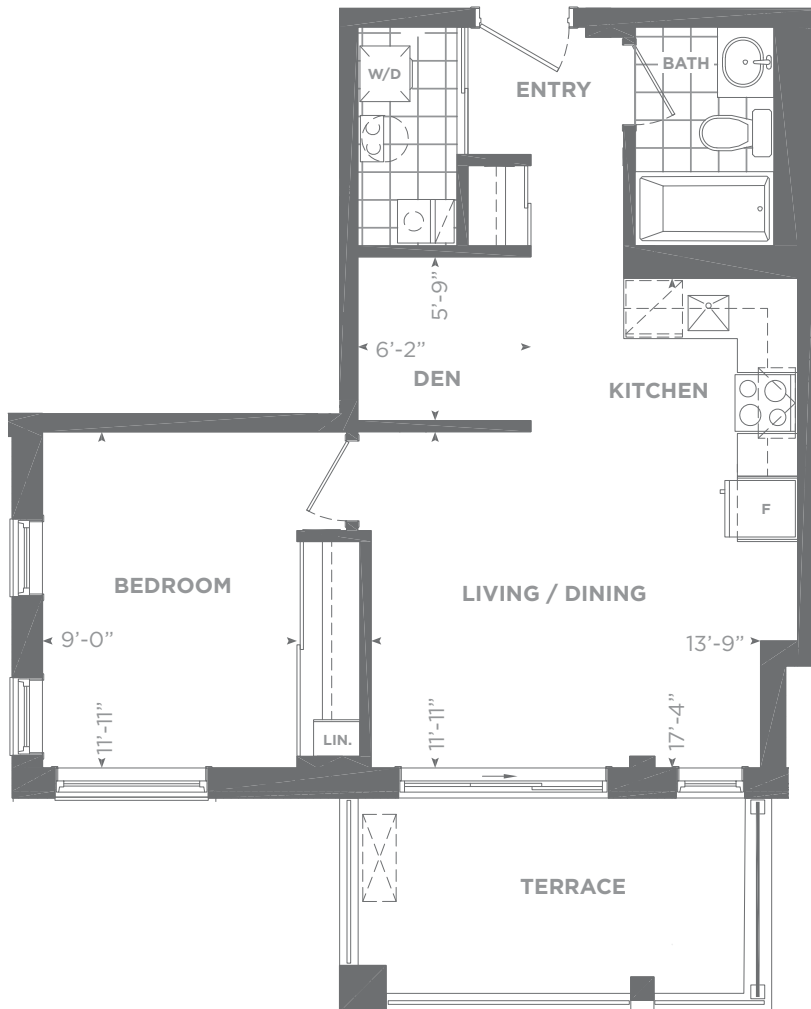 W/D
ENTRY
BATH
5’-9”
6’-2”
DEN
KITCHEN
F
BEDROOM
LIVING / DINING
9’-0”
13’-9”
11’-11”
LIN.
11’-11”
17’-4”
TERRACE